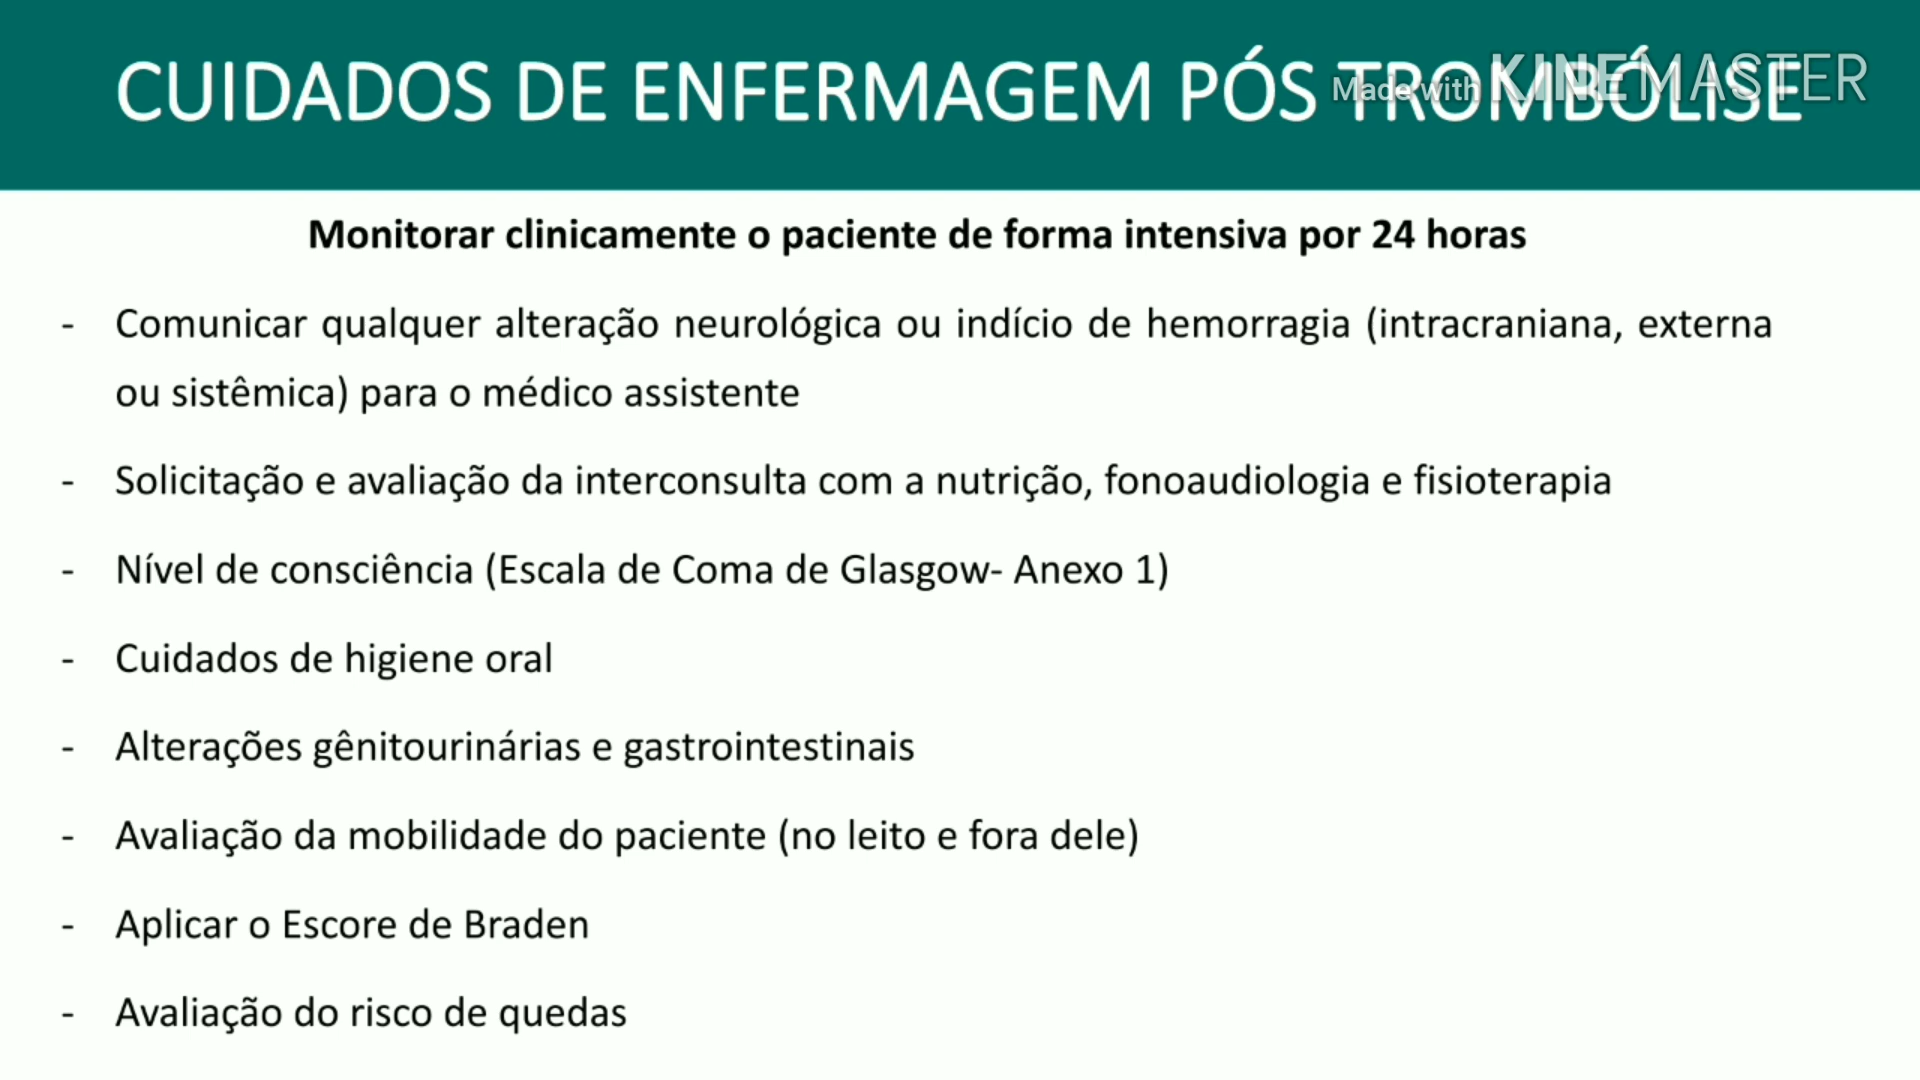 CUIDADOS DE ENFERMAGEM PÓS TROMBÓLISE
Made with KINEMASTER
Monitorar clinicamente o paciente de forma intensiva por 24 horas
- Comunicar qualquer alteração neurológica ou indício de hemorragia (intracraniana, externa
ou sistêmica) para o médico assistente
- Solicitação e avaliação da interconsulta com a nutrição, fonoaudiologia e fisioterapia
- Nível de consciência (Escala de Coma de Glasgow- Anexo 1)
- Cuidados de higiene oral
- Alterações gênitourinárias e gastrointestinais
- Avaliação da mobilidade do paciente (no leito e fora dele)
- Aplicar o Escore de Braden
- Avaliação do risco de quedas